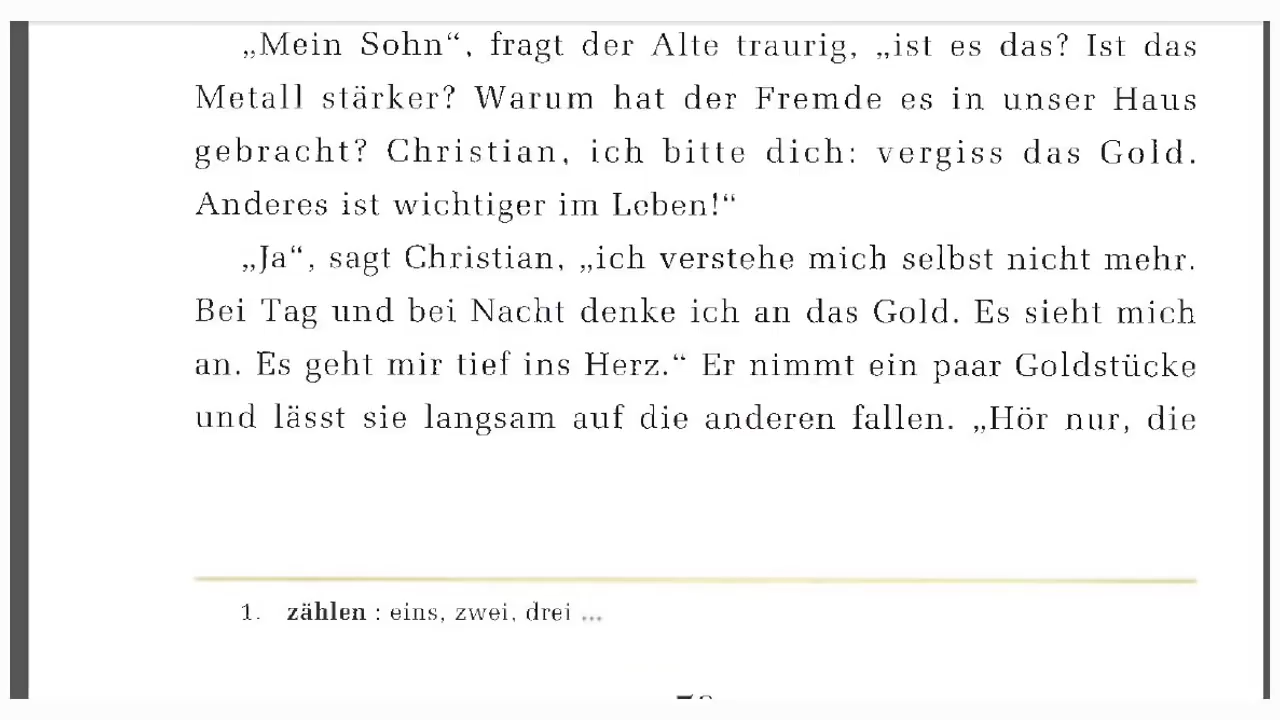 „Mein Sohn“, fragt der Alte traurig, „ist es das? Ist das
Metall stärker? Warum hat der Fremde es in unser Haus
gebracht? Christian, ich bitte dich: vergiss das Gold.
Anderes ist wichtiger im Leben!“
„Ja“, sagt Christian, „ich verstehe mich selbst nicht mehr.
Bei Tag und bei Nacht denke ich an das Gold. Es sieht mich
an. Es geht mir tief ins Herz.“ Er nimmt ein paar Goldstücke
und lässt sie langsam auf die anderen fallen. „Hör nur, die
1. zählen : eins, zwei, drei ...